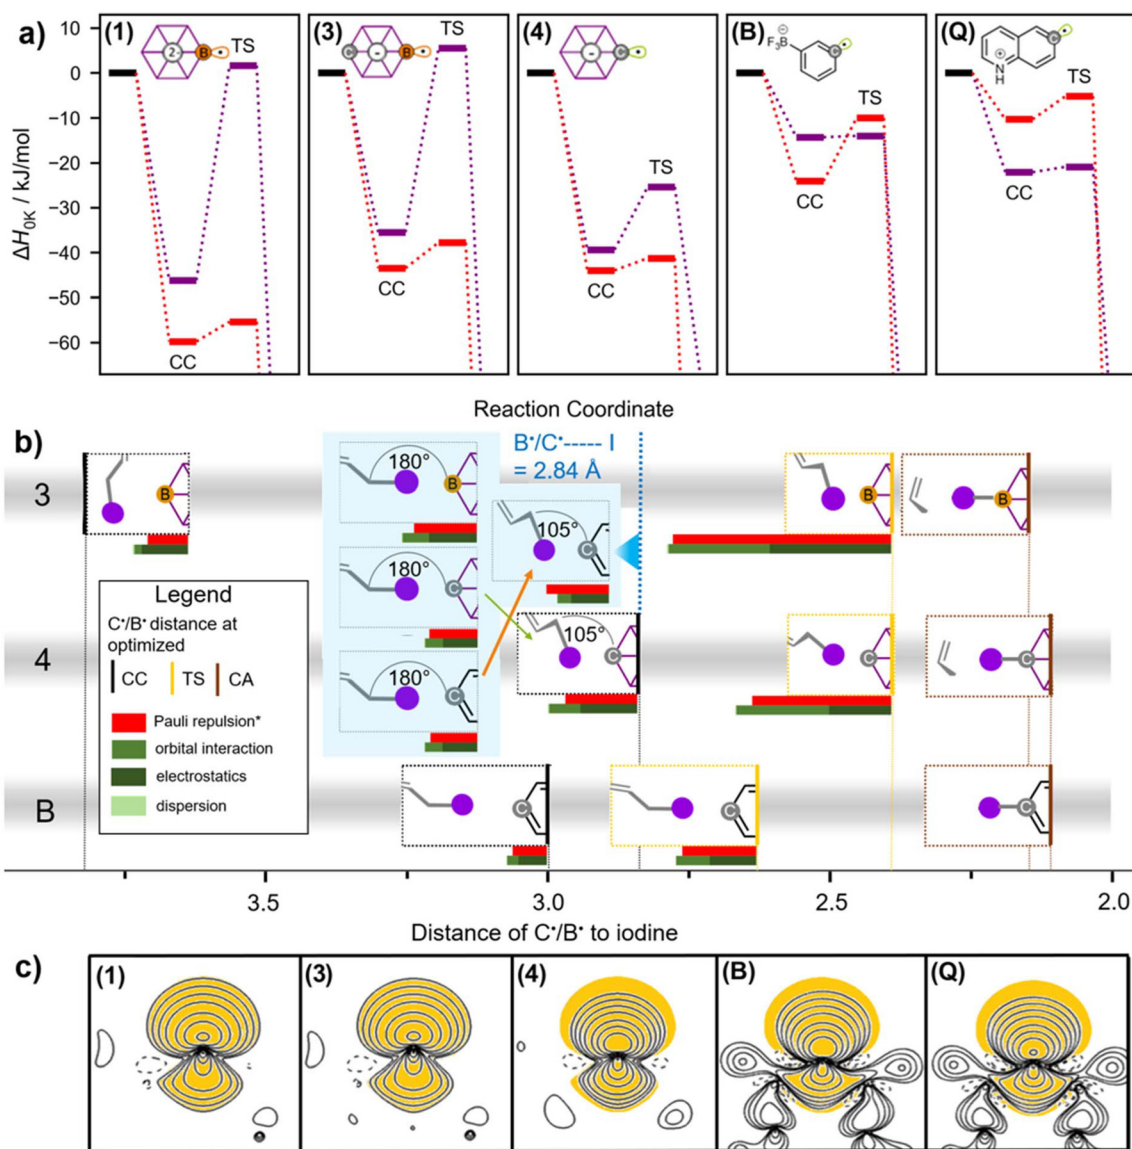 a)
(1)
TS
2-
B
CC
(3)
TS
C
-
B
CC
(4)
TS
-
C
CC
(B)
F₃B
⊖
C
TS
CC
(Q)
C
⊕
N
H
TS
CC
10
0
−10
−20
−30
−40
−50
−60
ΔH0K / kJ/mol
Reaction Coordinate
b)
B•/C•----- I
= 2.84 Å
3
B
180°
B
105°
C
B
B
180°
C
Legend
C•/B• distance at
optimized
CC
TS
CA
Pauli repulsion*
orbital interaction
electrostatics
dispersion
4
180°
C
105°
C
C
C
B
C
C
C
3.5
3.0
2.5
2.0
Distance of C•/B• to iodine
c)
(1)
(3)
(4)
(B)
(Q)